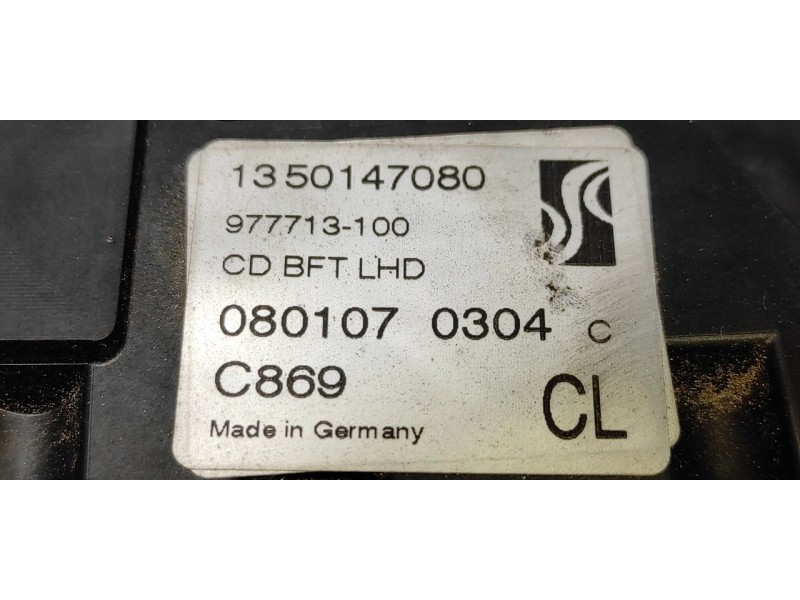 1350147080
977713-100
CD BFT LHD
080107 0304 C
C869
CL
Made in Germany